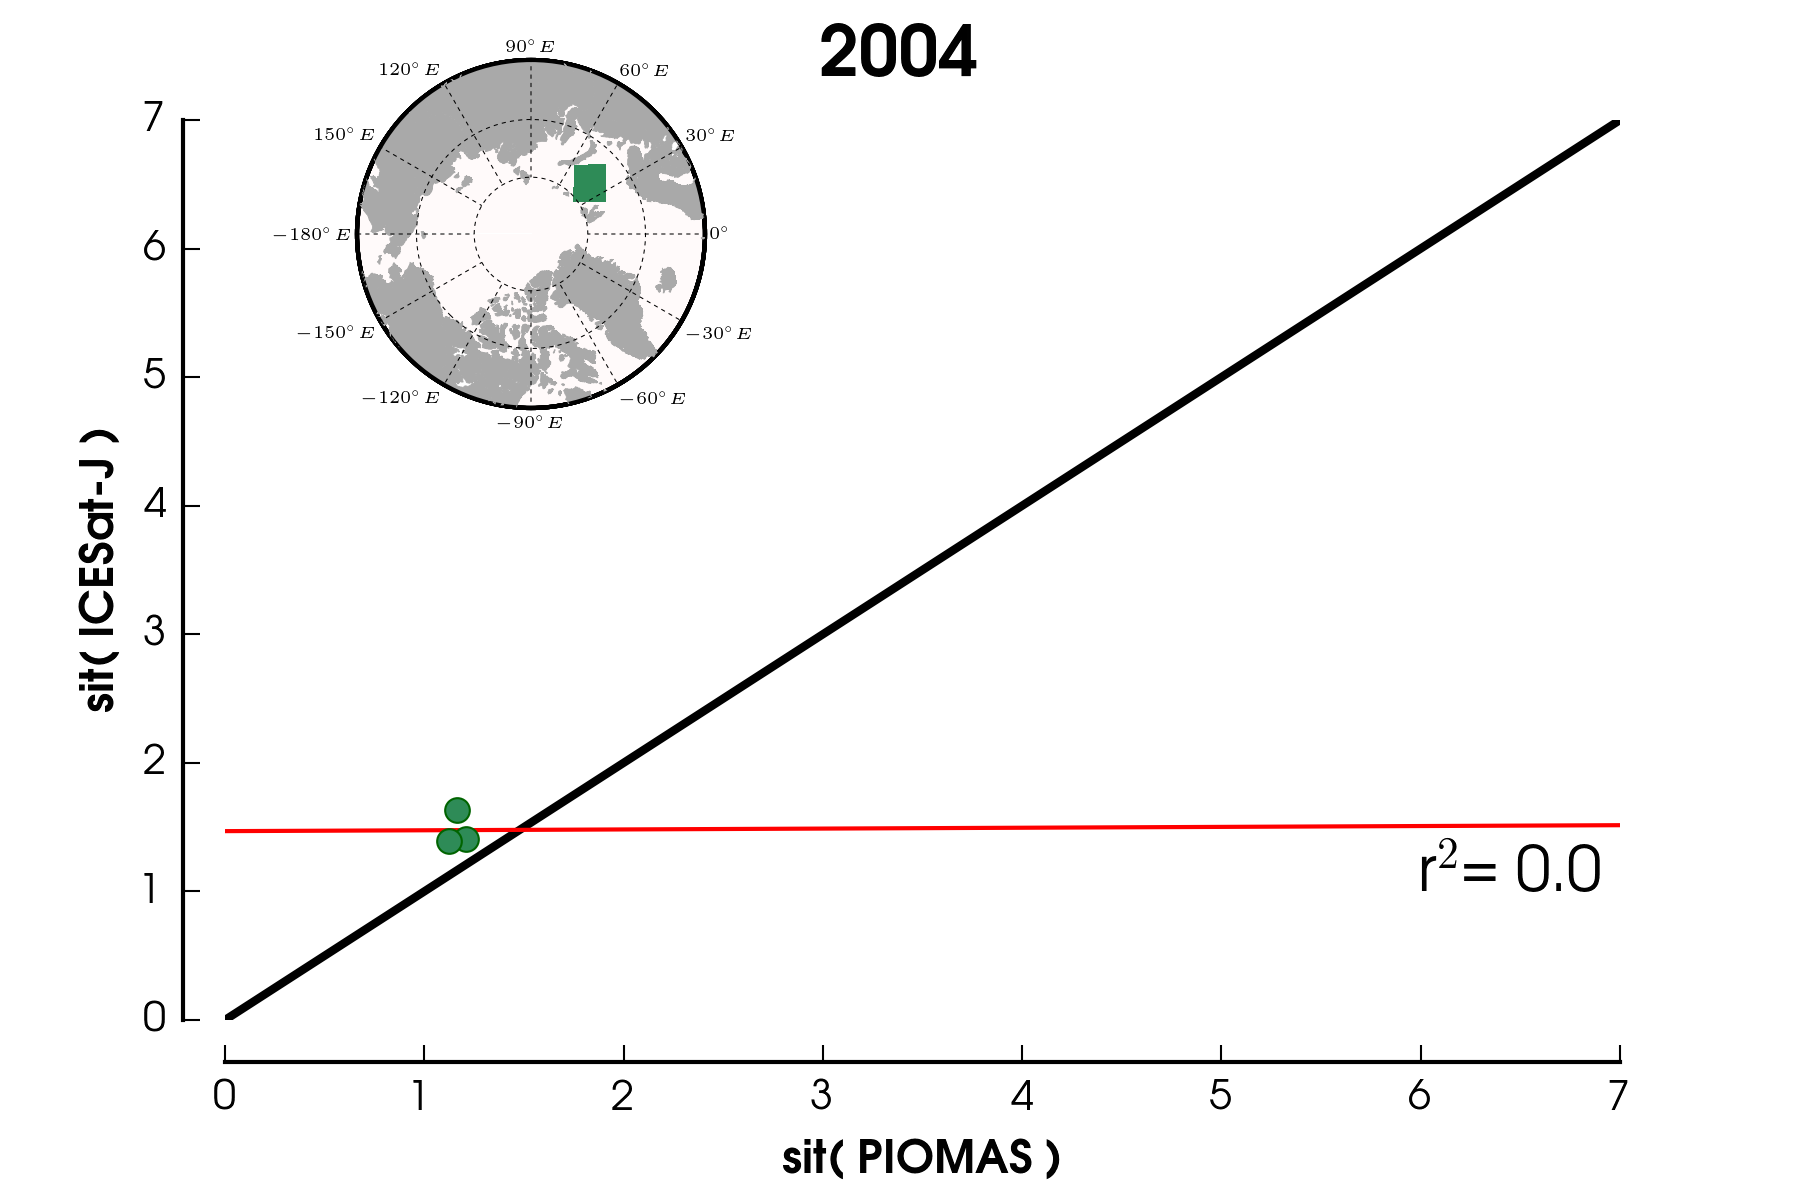 2004
90° E
120° E
60° E
150° E
30° E
−180° E
0°
−150° E
−30° E
−120° E
−60° E
−90° E
7
6
5
4
3
2
1
0
sit( ICESat-J )
r²= 0.0
0 1 2 3 4 5 6 7
sit( PIOMAS )